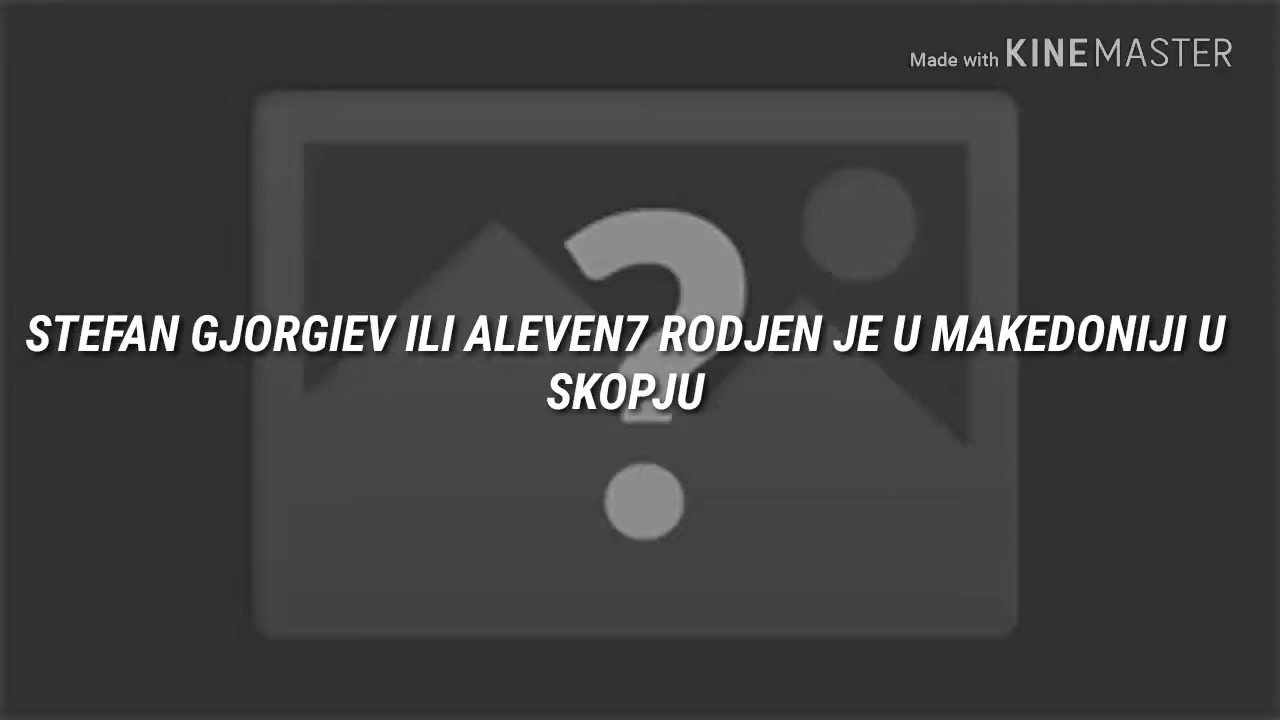 Made with KINEMASTER
STEFAN GJORGIEV ILI ALEVEN7 RODJEN JE U MAKEDONIJI U
SKOPJU